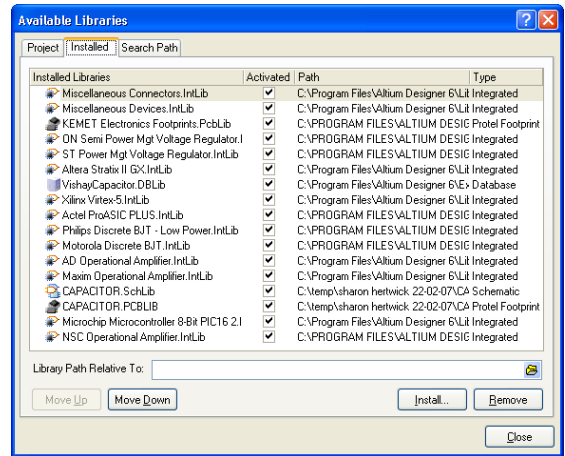 Available Libraries
Project Installed Search Path
Installed Libraries Activated Path Type
Miscellaneous Connectors.IntLib C:\Program Files\Altium Designer 6\Lit Integrated
Miscellaneous Devices.IntLib C:\Program Files\Altium Designer 6\Lit Integrated
KEMET Electronics Footprints.PcbLib C:\PROGRAM FILES\ALTIUM DESIG Protel Footprint
ON Semi Power Mgt Voltage Regulator.I C:\PROGRAM FILES\ALTIUM DESIG Integrated
ST Power Mgt Voltage Regulator.IntLib C:\PROGRAM FILES\ALTIUM DESIG Integrated
Altera Stratix II GX.IntLib C:\Program Files\Altium Designer 6\Lit Integrated
VishayCapacitor.DBLib C:\Program Files\Altium Designer 6\Ex Database
Xilinx Virtex-5.IntLib C:\Program Files\Altium Designer 6\Lit Integrated
Actel ProASIC PLUS.IntLib C:\PROGRAM FILES\ALTIUM DESIG Integrated
Philips Discrete BJT - Low Power.IntLib C:\PROGRAM FILES\ALTIUM DESIG Integrated
Motorola Discrete BJT.IntLib C:\PROGRAM FILES\ALTIUM DESIG Integrated
AD Operational Amplifier.IntLib C:\Program Files\Altium Designer 6\Lit Integrated
Maxim Operational Amplifier.IntLib C:\Program Files\Altium Designer 6\Lit Integrated
CAPACITOR.SchLib C:\temp\sharon hertwick 22-02-07\CA Schematic
CAPACITOR.PCBLIB C:\temp\sharon hertwick 22-02-07\CA Protel Footprint
Microchip Microcontroller 8-Bit PIC16 2.I C:\Program Files\Altium Designer 6\Lit Integrated
NSC Operational Amplifier.IntLib C:\PROGRAM FILES\ALTIUM DESIG Integrated
Library Path Relative To:
Move Up Move Down Install... Remove
Close